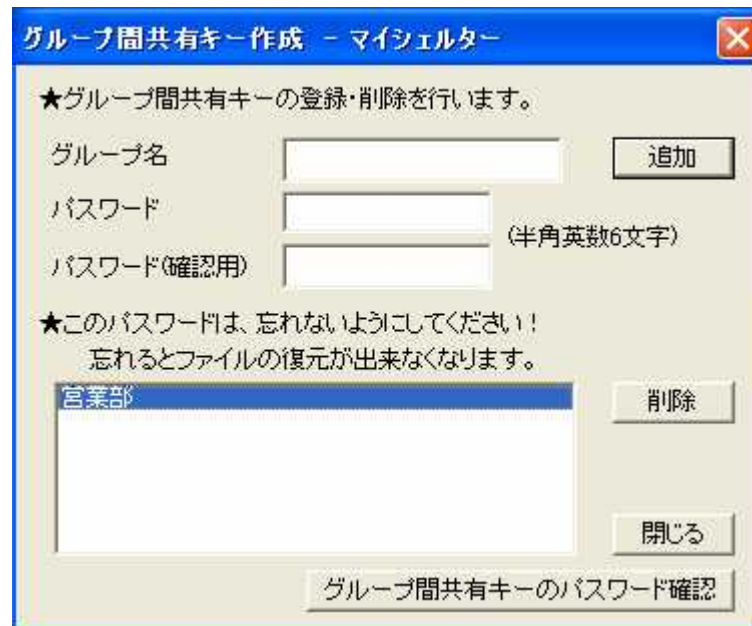 グループ間共有キー作成 - マイシェルター
★グループ間共有キーの登録・削除を行います。
グループ名
追加
パスワード
(半角英数6文字)
パスワード(確認用)
★このパスワードは、忘れないようにしてください!
忘れるとファイルの復元が出来なくなります。
営業部
削除
閉じる
グループ間共有キーのパスワード確認